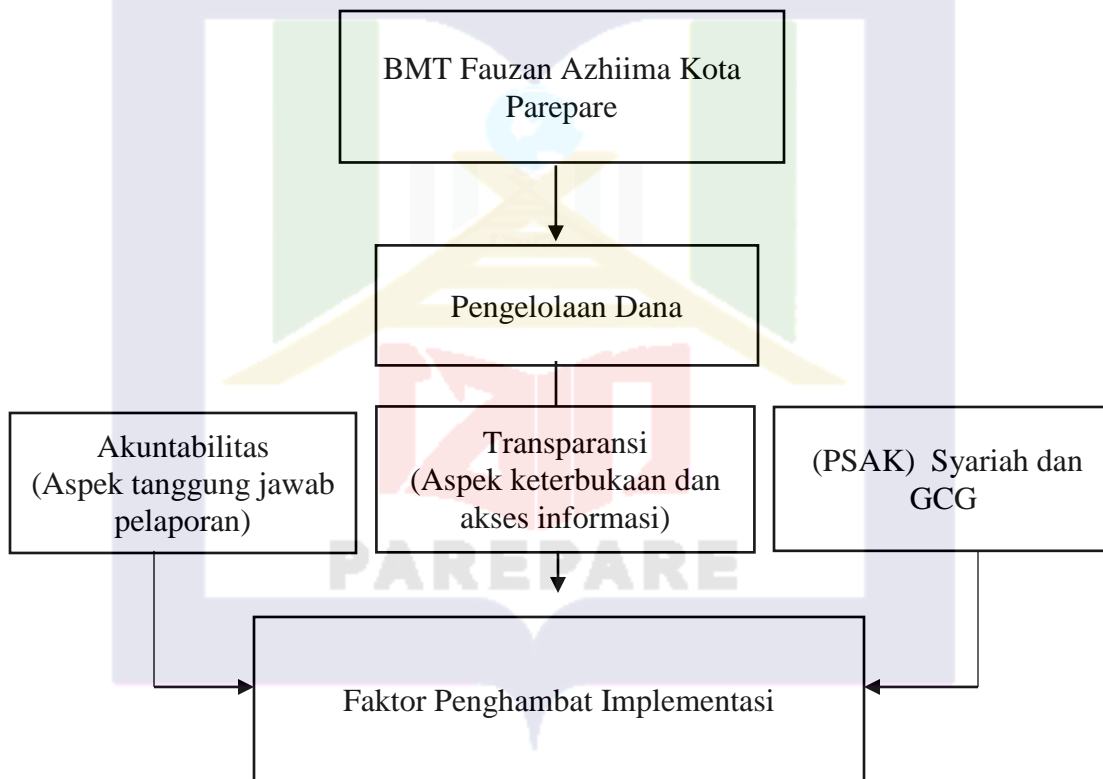 BMT Fauzan Azhiima Kota
Parepare
Pengelolaan Dana
Akuntabilitas
(Aspek tanggung jawab
pelaporan)
Transparansi
(Aspek keterbukaan dan
akses informasi)
(PSAK) Syariah dan
GCG
PAREPARE
Faktor Penghambat Implementasi